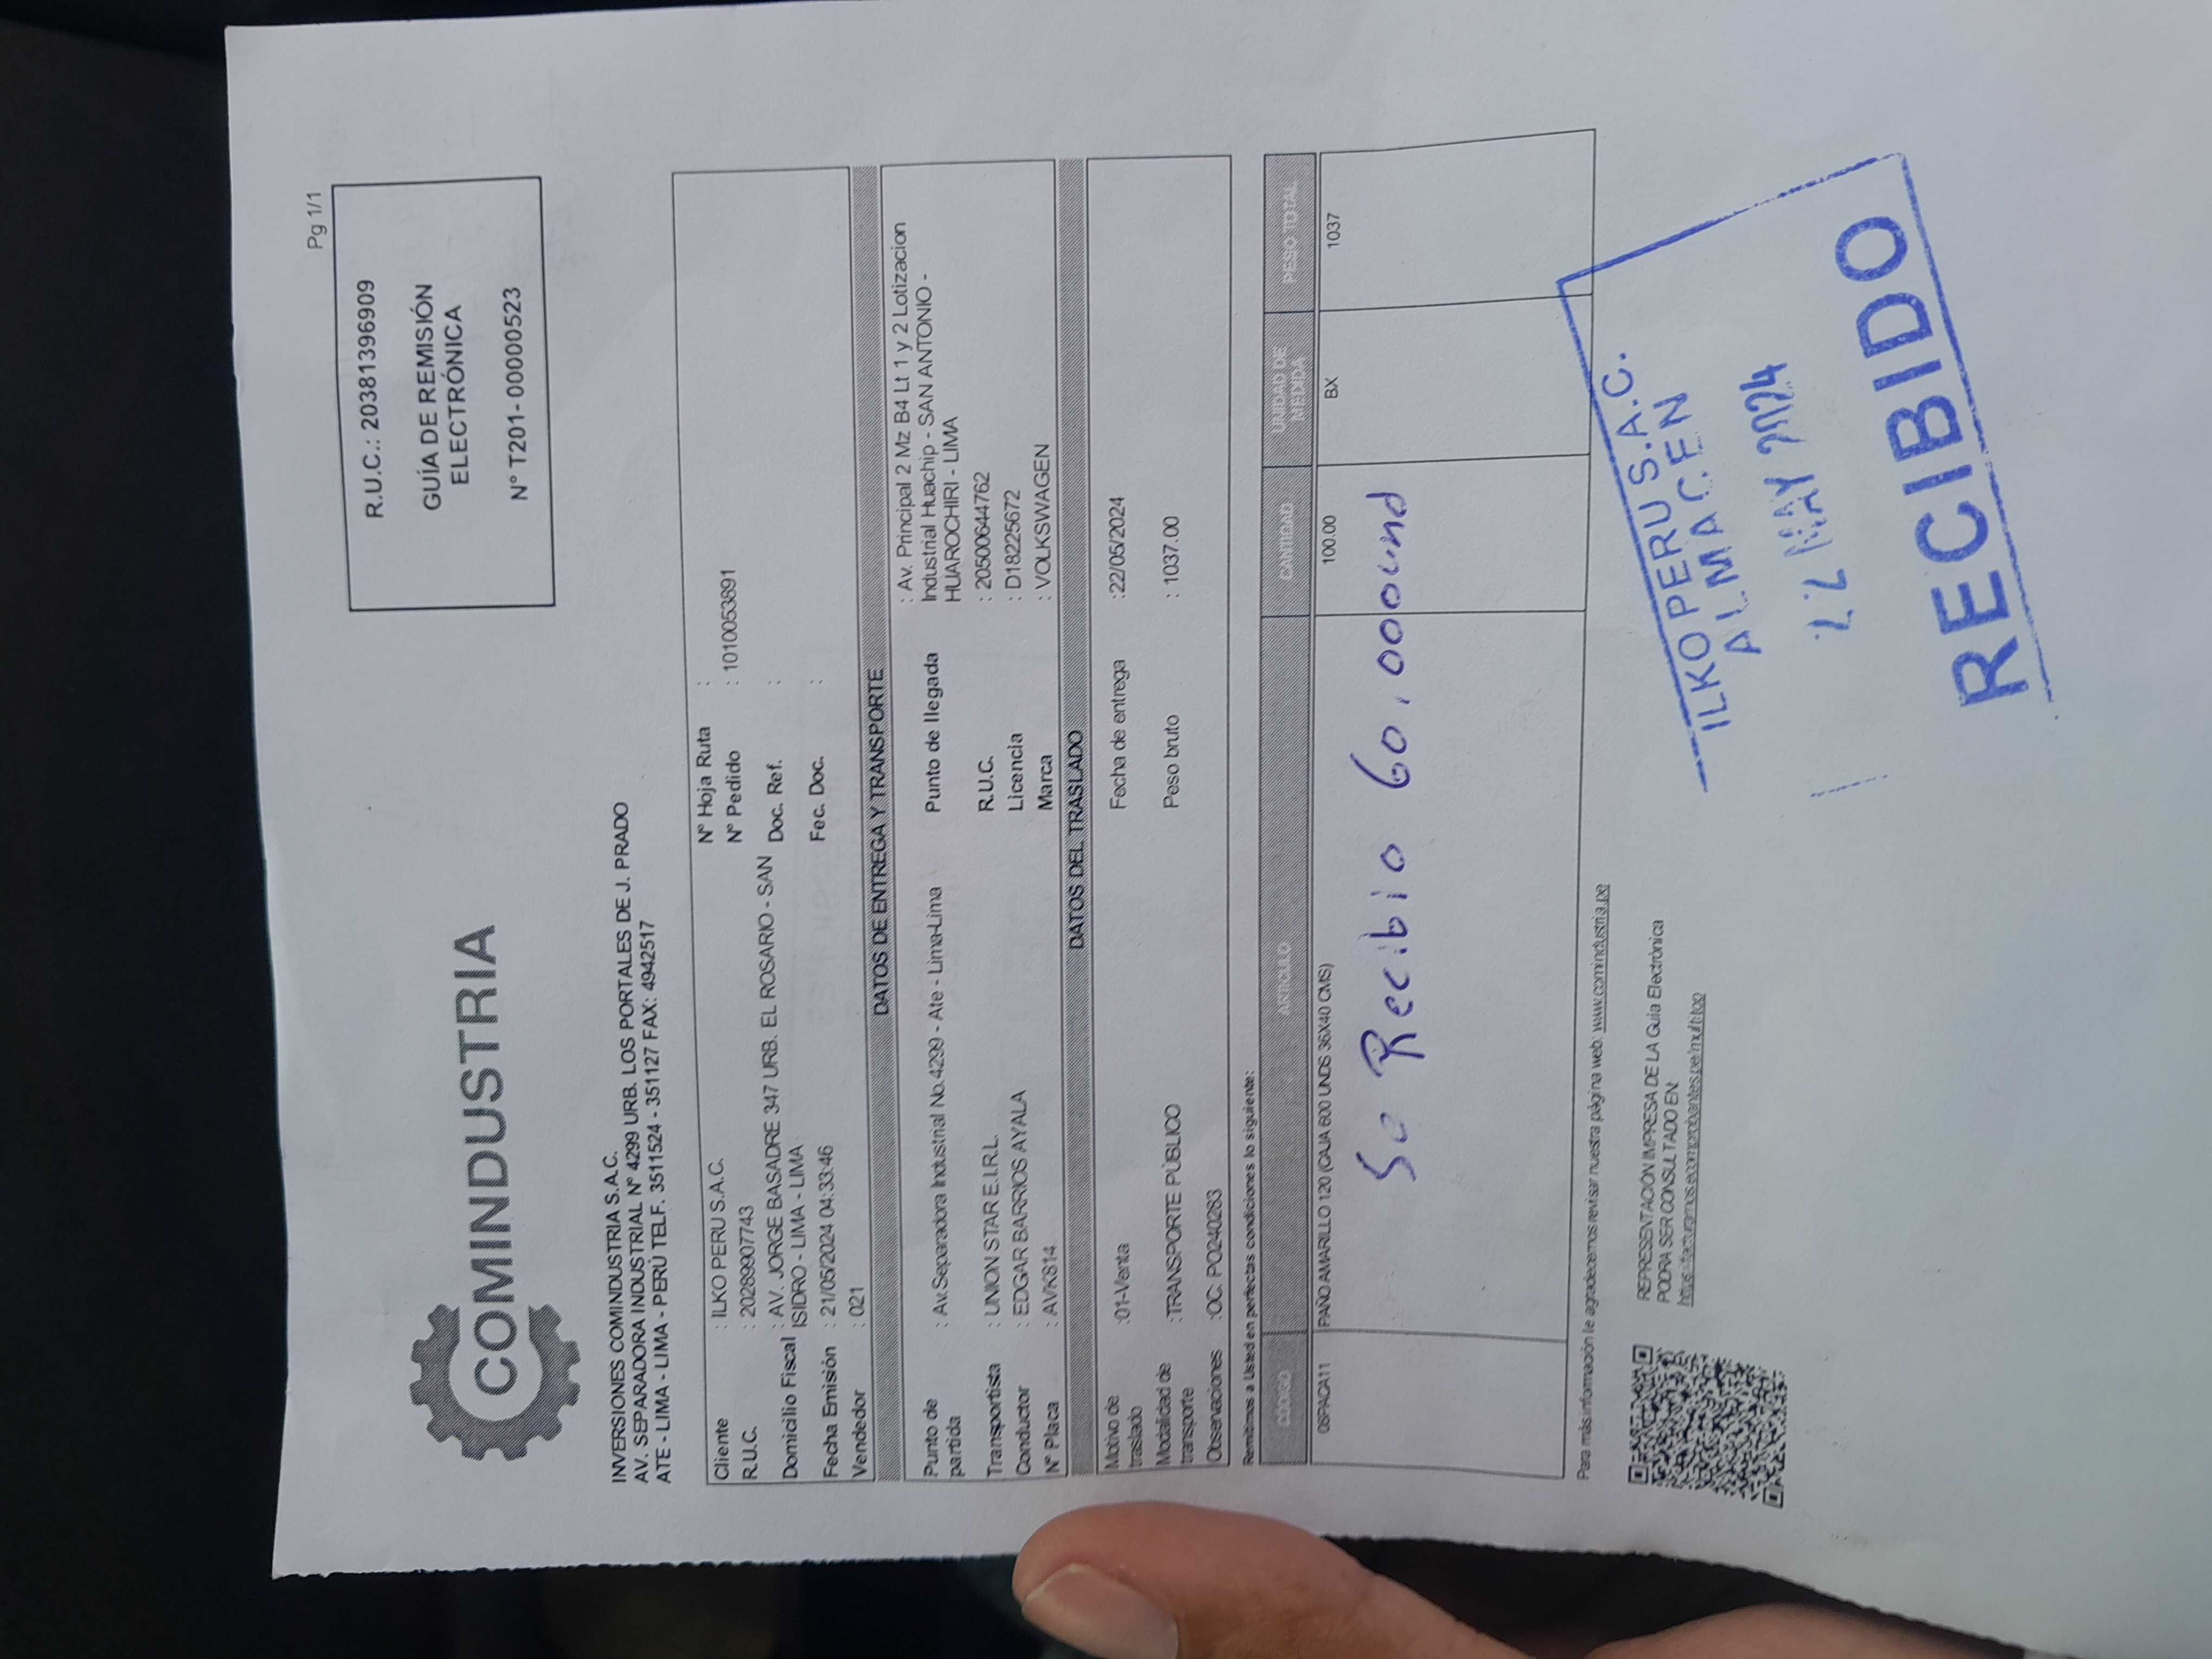 Pg 1/1
COMINDUSTRIA
R.U.C.: 20381396909
GUÍA DE REMISIÓN
ELECTRÓNICA
N° T201- 00000523
INVERSIONES COMINDUSTRIA S.A.C.
AV. SEPARADORA INDUSTRIAL N° 4299 URB. LOS PORTALES DE J. PRADO
ATE - LIMA - LIMA - PERÚ TELF. 3511524 - 351127 FAX: 4942517
Cliente : ILKO PERU S.A.C. N° Hoja Ruta :
R.U.C. : 20289907743 N° Pedido : 1010053891
Domicilio Fiscal : AV. JORGE BASADRE 347 URB. EL ROSARIO - SAN Doc. Ref. :
ISIDRO - LIMA - LIMA
Fecha Emisión : 21/05/2024 04:33:46 Fec. Doc. :
Vendedor : 021
DATOS DE ENTREGA Y TRANSPORTE
Punto de partida : Av.Separadora Industrial No.4299 - Ate - Lima-Lima Punto de llegada : Av. Principal 2 Mz B4 Lt 1 y 2 Lotizacion
Industrial Huachip - SAN ANTONIO -
HUAROCHIRI - LIMA
Transportista : UNION STAR E.I.R.L. R.U.C. : 20500644762
Conductor : EDGAR BARRIOS AYALA Licencia : D18225672
N° Placa : AVK814 Marca : VOLKSWAGEN
DATOS DEL TRASLADO
Motivo de traslado :01-Venta Fecha de entrega :22/05/2024
Modalidad de transporte :TRANSPORTE PÚBLICO Peso bruto : 1037.00
Observaciones :OC: PO240283
Remitimos a Usted en perfectas condiciones lo siguiente:
CODIGO ARTICULO CANTIDAD UNIDAD DE MEDIDA PESO TOTAL
08PACA11 PAÑO AMARILLO 120 (CAJA 600 UNDS 36X40 CMS) 100.00 BX 1037
Se Recibio 60,000und
Para más información le agradecemos revisar nuestra página web: www.comindustria.pe
REPRESENTACIÓN IMPRESA DE LA Guia Electrónica
PODRA SER CONSULTADO EN:
ILKO PERU S.A.C.
ALMACEN
22 MAY 2024
RECIBIDO